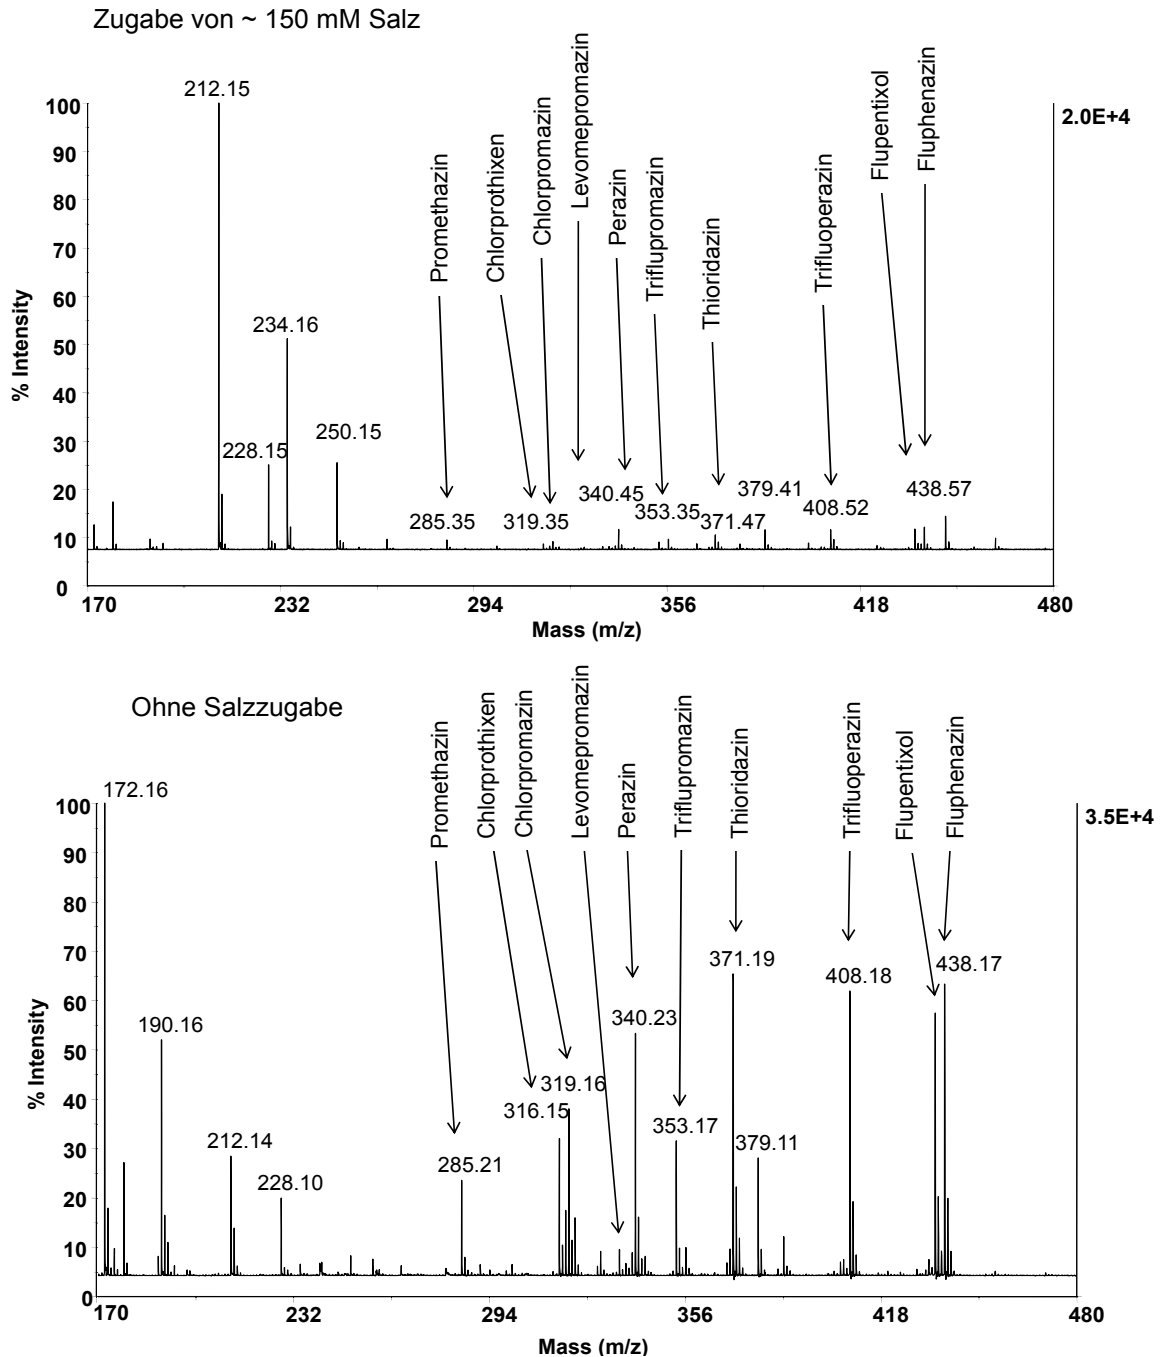 Zugabe von ~ 150 mM Salz
Promethazin
Chlorprothixen
Chlorpromazin
Levomepromazin
Perazin
Triflupromazin
Thioridazin
Trifluoperazin
Flupentixol
Fluphenazin
212.15
234.16
228.15
250.15
285.35
319.35
340.45
353.35
371.47
379.41
408.52
438.57
2.0E+4
% Intensity
100
90
80
70
60
50
40
30
20
10
0
170
232
294
356
418
480
Mass (m/z)
Ohne Salzzugabe
Promethazin
Chlorprothixen
Chlorpromazin
Levomepromazin
Perazin
Triflupromazin
Thioridazin
Trifluoperazin
Flupentixol
Fluphenazin
172.16
190.16
212.14
228.10
285.21
316.15
319.16
340.23
353.17
371.19
379.11
408.18
438.17
3.5E+4
% Intensity
100
90
80
70
60
50
40
30
20
10
0
170
232
294
356
418
480
Mass (m/z)